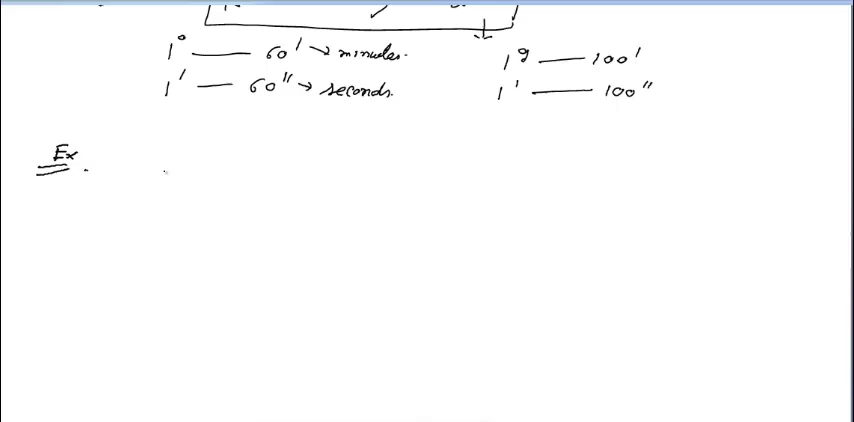 1° — 60' → minutes.
1' — 60" → seconds.
1ᵍ — 100'
1' — 100"
Ex.